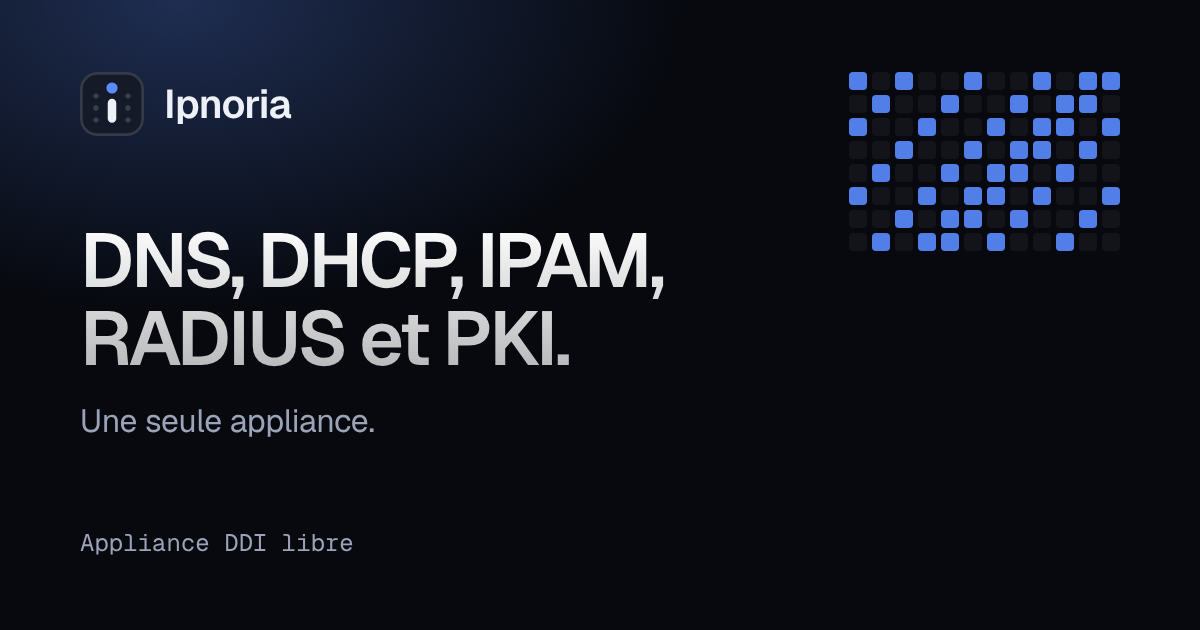 Ipnoria
DNS, DHCP, IPAM,
RADIUS et PKI.
Une seule appliance.
Appliance DDI libre